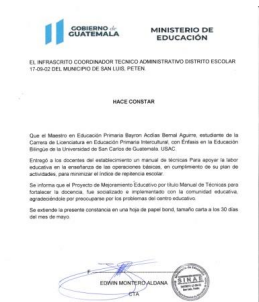 GOBIERNO de
GUATEMALA
MINISTERIO DE
EDUCACIÓN
EL INFRASCRITO COORDINADOR TECNICO ADMINISTRATIVO DISTRITO ESCOLAR
17-09-02 DEL MUNICIPIO DE SAN LUIS, PETEN.
HACE CONSTAR
Que el Maestro en Educación Primaria Bayron Acdias Bernal Aguirre, estudiante de la
Carrera de Licenciatura en Educación Primaria Intercultural, con Énfasis en la Educación
Bilingüe de la Universidad de San Carlos de Guatemala. USAC.
Entregó a los docentes del establecimiento un manual de técnicas Para apoyar la labor
educativa en la enseñanza de las operaciones básicas, en cumplimiento de su plan de
actividades, para minimizar el índice de repitencia escolar.
Se informa que el Proyecto de Mejoramiento Educativo por título Manual de Técnicas para
fortalecer la docencia, fue socializado e implementado con la comunidad educativa,
agradeciéndole por preocuparse por los problemas del centro educativo.
Se extiende la presente constancia en una hoja de papel bond, tamaño carta a los 30 días
del mes de mayo.
EDWIN MONTERO ALDANA
CTA